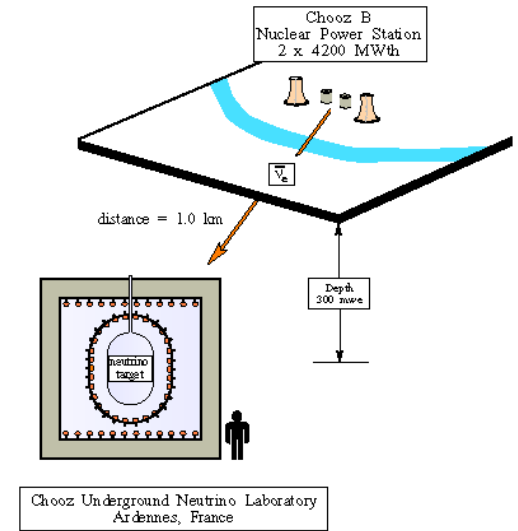 Chooz B
Nuclear Power Station
2 x 4200 MWth
ν̅e
distance = 1.0 km
Depth
300 mwe
neutrino
target
Chooz Underground Neutrino Laboratory
Ardennes, France